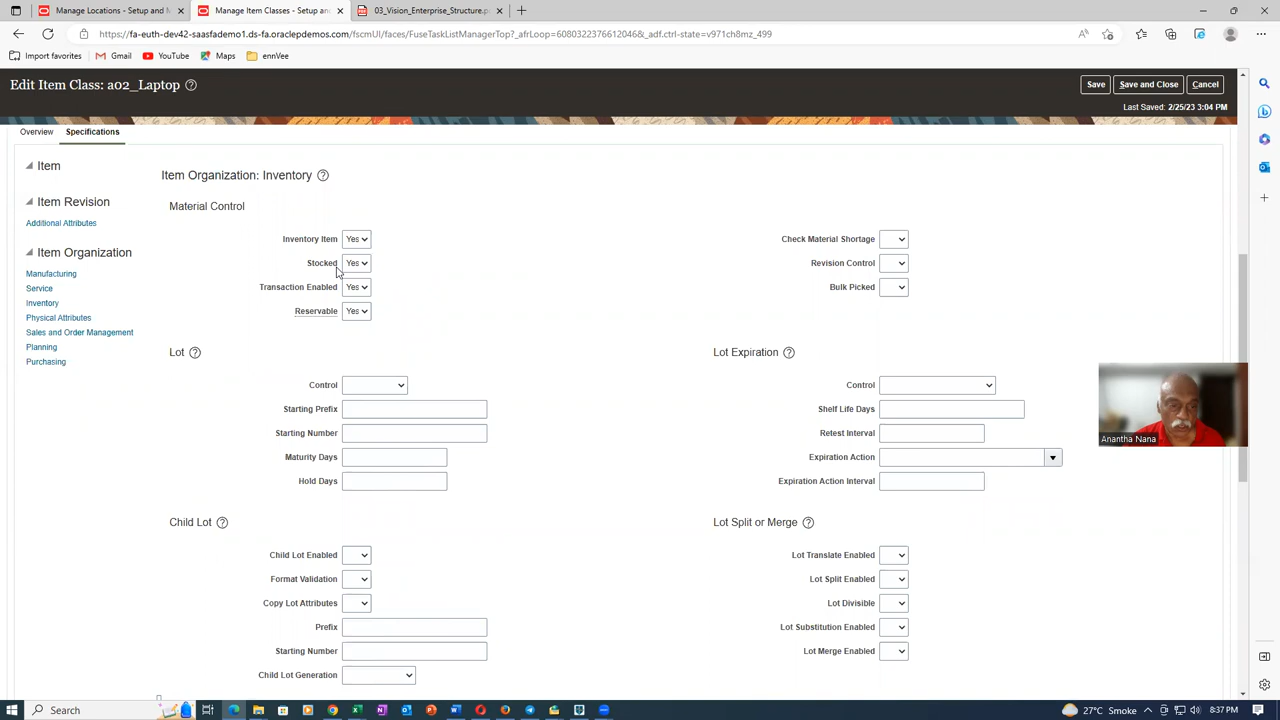 Manage Locations - Setup and M
Manage Item Classes - Setup and
03_Vision_Enterprise_Structure.p
https://fa-euth-dev42-saasfademo1.ds-fa.oraclepdemos.com/fscmUI/faces/FuseTaskListManagerTop?_afrLoop=60803223767612046&_adf.ctrl-state=v971ch8mz_499
Import favorites
Gmail
YouTube
Maps
ennVee
Edit Item Class: a02_Laptop
Save
Save and Close
Cancel
Last Saved: 2/25/23 3:04 PM
Overview
Specifications
Item
Item Revision
Additional Attributes
Item Organization
Manufacturing
Service
Inventory
Physical Attributes
Sales and Order Management
Planning
Purchasing
Item Organization: Inventory
Material Control
Inventory Item Yes
Stocked Yes
Transaction Enabled Yes
Reservable Yes
Check Material Shortage
Revision Control
Bulk Picked
Lot
Control
Starting Prefix
Starting Number
Maturity Days
Hold Days
Lot Expiration
Control
Shelf Life Days
Retest Interval
Expiration Action
Expiration Action Interval
Child Lot
Child Lot Enabled
Format Validation
Copy Lot Attributes
Prefix
Starting Number
Child Lot Generation
Lot Split or Merge
Lot Translate Enabled
Lot Split Enabled
Lot Divisible
Lot Substitution Enabled
Lot Merge Enabled
Anantha Nana
Search
27°C Smoke
ENG
8:37 PM